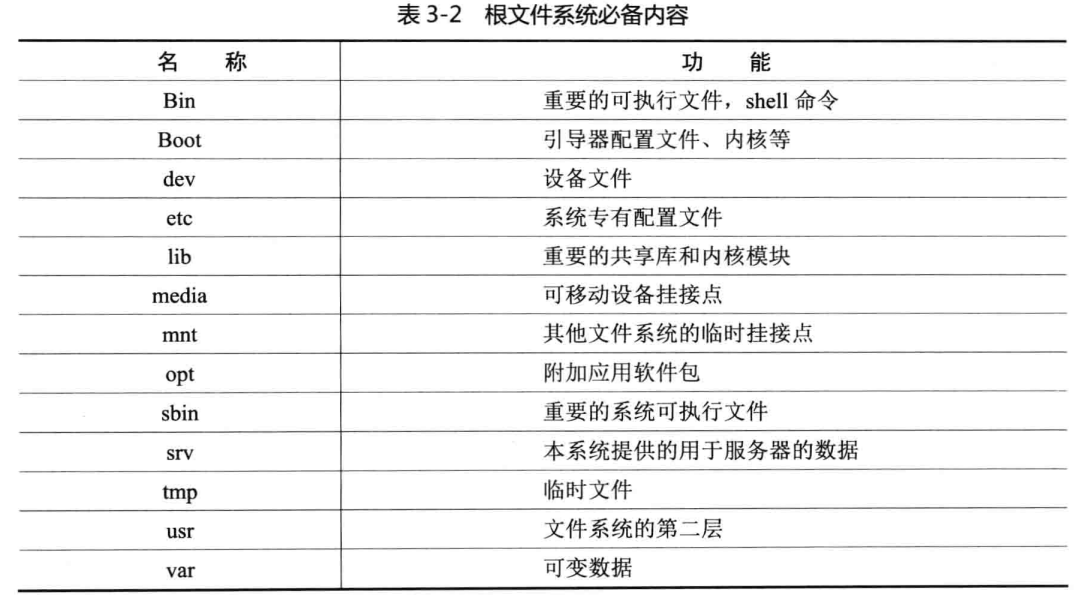 表 3-2 根文件系统必备内容
名 称 功 能
Bin 重要的可执行文件，shell 命令
Boot 引导器配置文件、内核等
dev 设备文件
etc 系统专有配置文件
lib 重要的共享库和内核模块
media 可移动设备挂接点
mnt 其他文件系统的临时挂接点
opt 附加应用软件包
sbin 重要的系统可执行文件
srv 本系统提供的用于服务器的数据
tmp 临时文件
usr 文件系统的第二层
var 可变数据